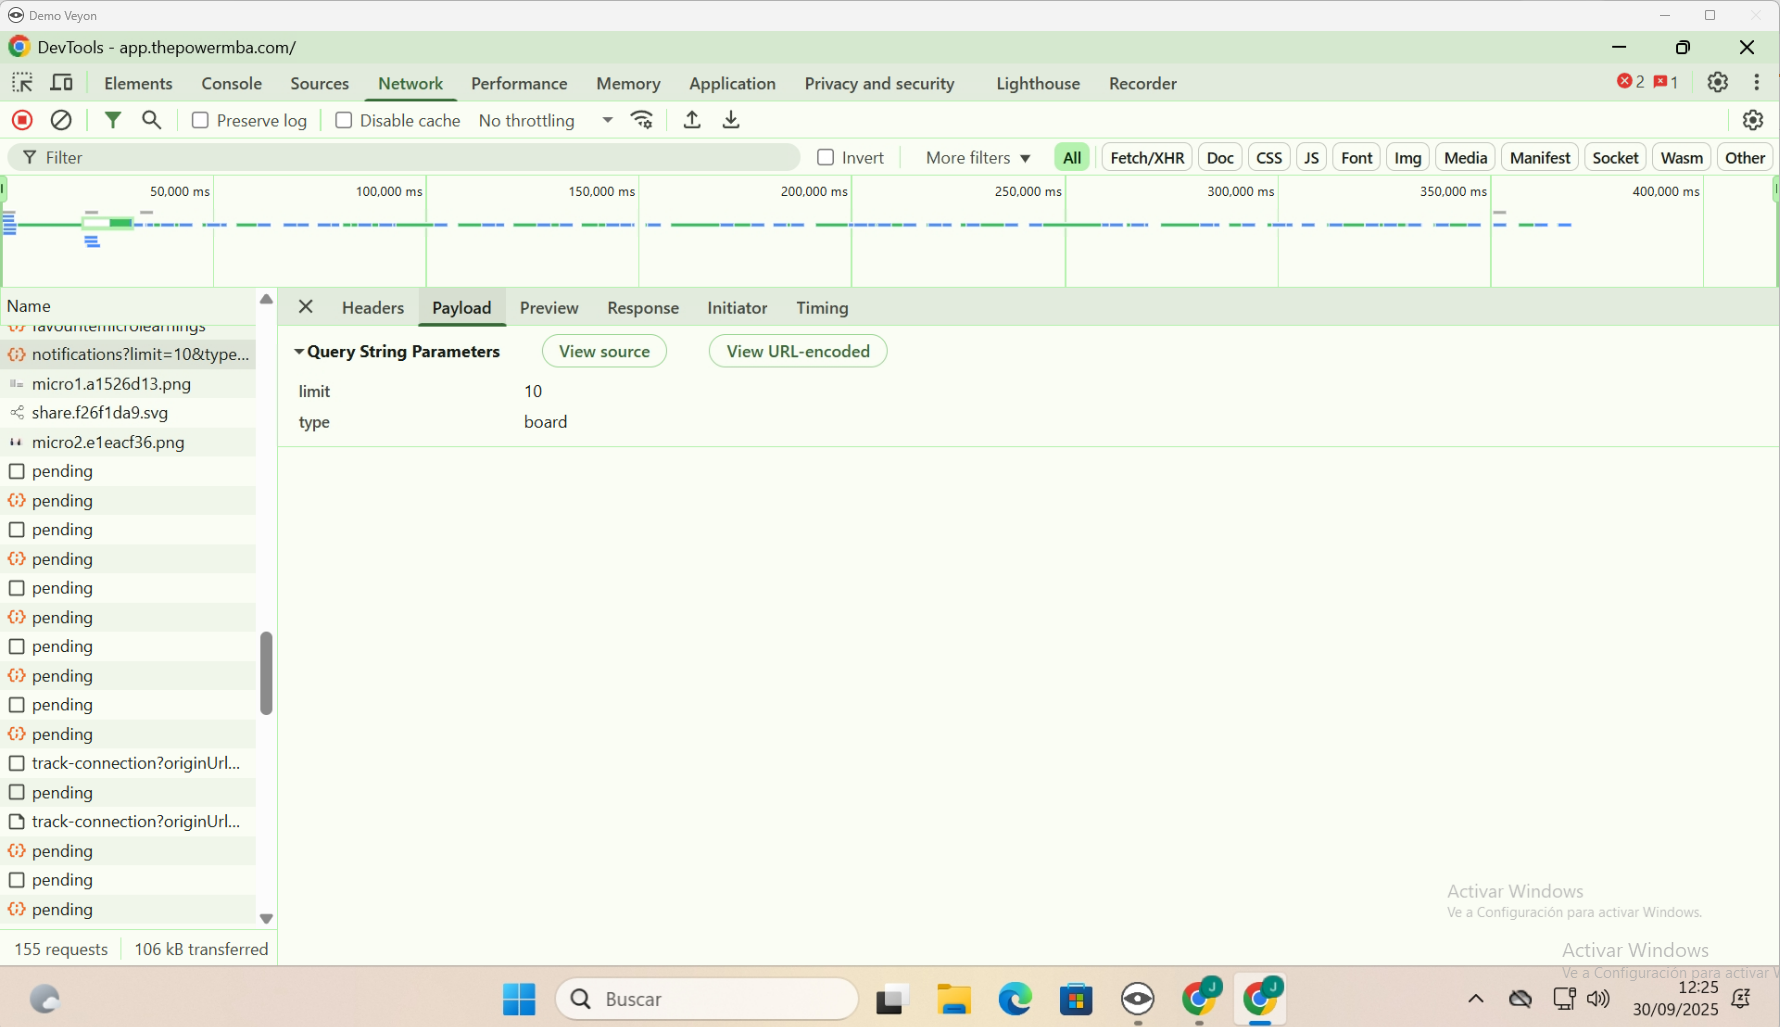 Demo Veyon
DevTools - app.thepowermba.com/
Elements Console Sources Network Performance Memory Application Privacy and security Lighthouse Recorder 2 1
Preserve log Disable cache No throttling
Filter Invert More filters All Fetch/XHR Doc CSS JS Font Img Media Manifest Socket Wasm Other
50,000 ms 100,000 ms 150,000 ms 200,000 ms 250,000 ms 300,000 ms 350,000 ms 400,000 ms
Name
Headers Payload Preview Response Initiator Timing
favouritemicrolearnings
notifications?limit=10&type...
micro1.a1526d13.png
share.f26f1da9.svg
micro2.e1eacf36.png
pending
pending
pending
pending
pending
pending
pending
pending
pending
pending
track-connection?originUrl...
pending
track-connection?originUrl...
pending
pending
pending
155 requests 106 kB transferred
Query String Parameters View source View URL-encoded
limit 10
type board
Activar Windows
Ve a Configuración para activar Windows.
Activar Windows
Ve a Configuración para activar
Buscar
J
J
12:25
30/09/2025